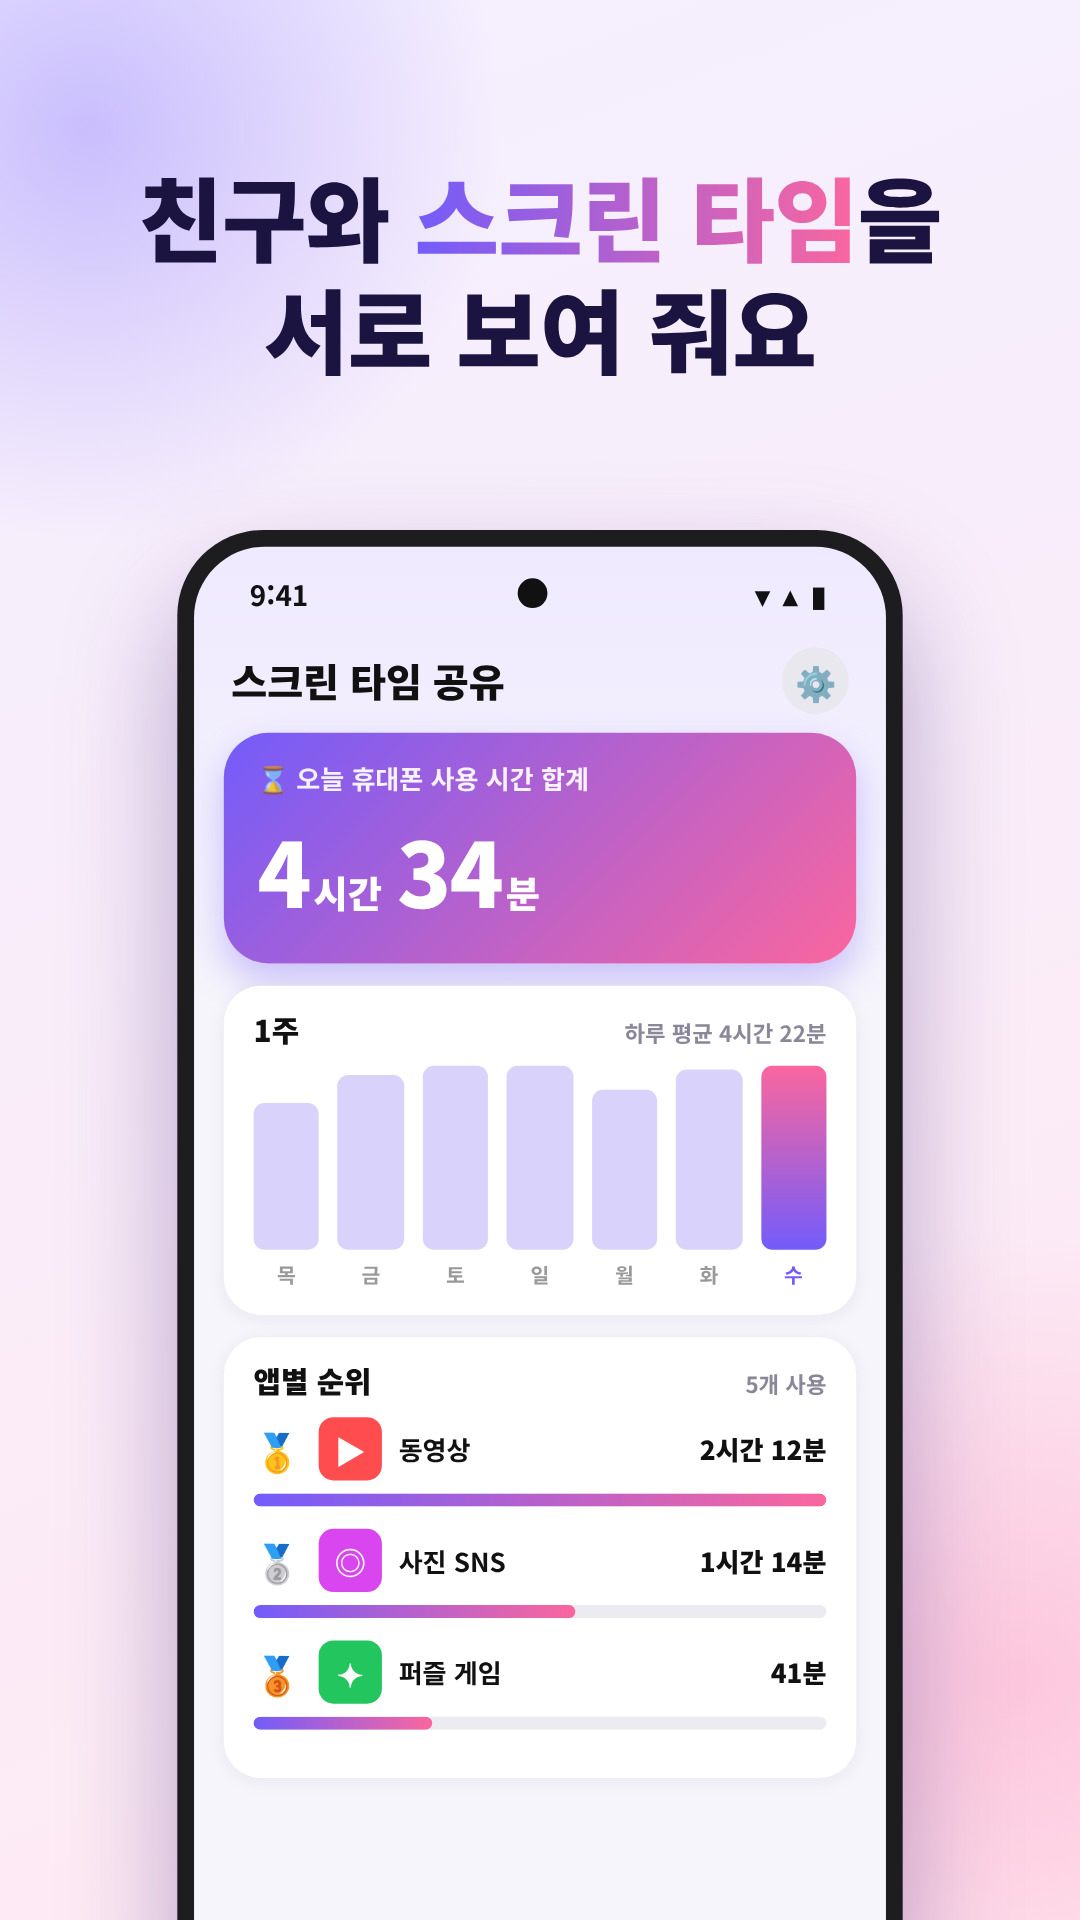 친구와 스크린 타임을
서로 보여 줘요
9:41
스크린 타임 공유
오늘 휴대폰 사용 시간 합계
4시간 34분
1주
하루 평균 4시간 22분
목 금 토 일 월 화 수
앱별 순위
5개 사용
1 동영상 2시간 12분
2 사진 SNS 1시간 14분
3 퍼즐 게임 41분